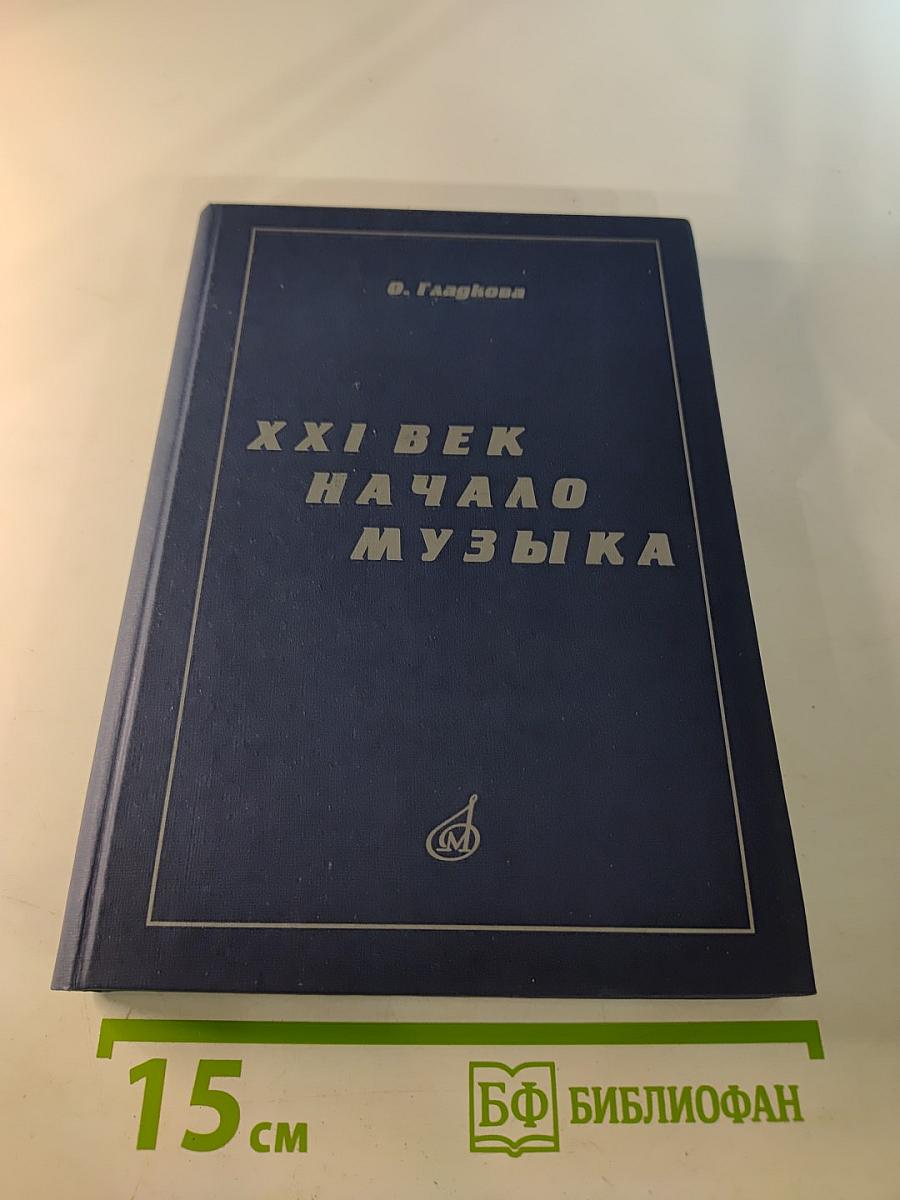 О. Гладкова
XXI ВЕК
НАЧАЛО
МУЗЫКА
М
15 см
БФ БИБЛИОФАН